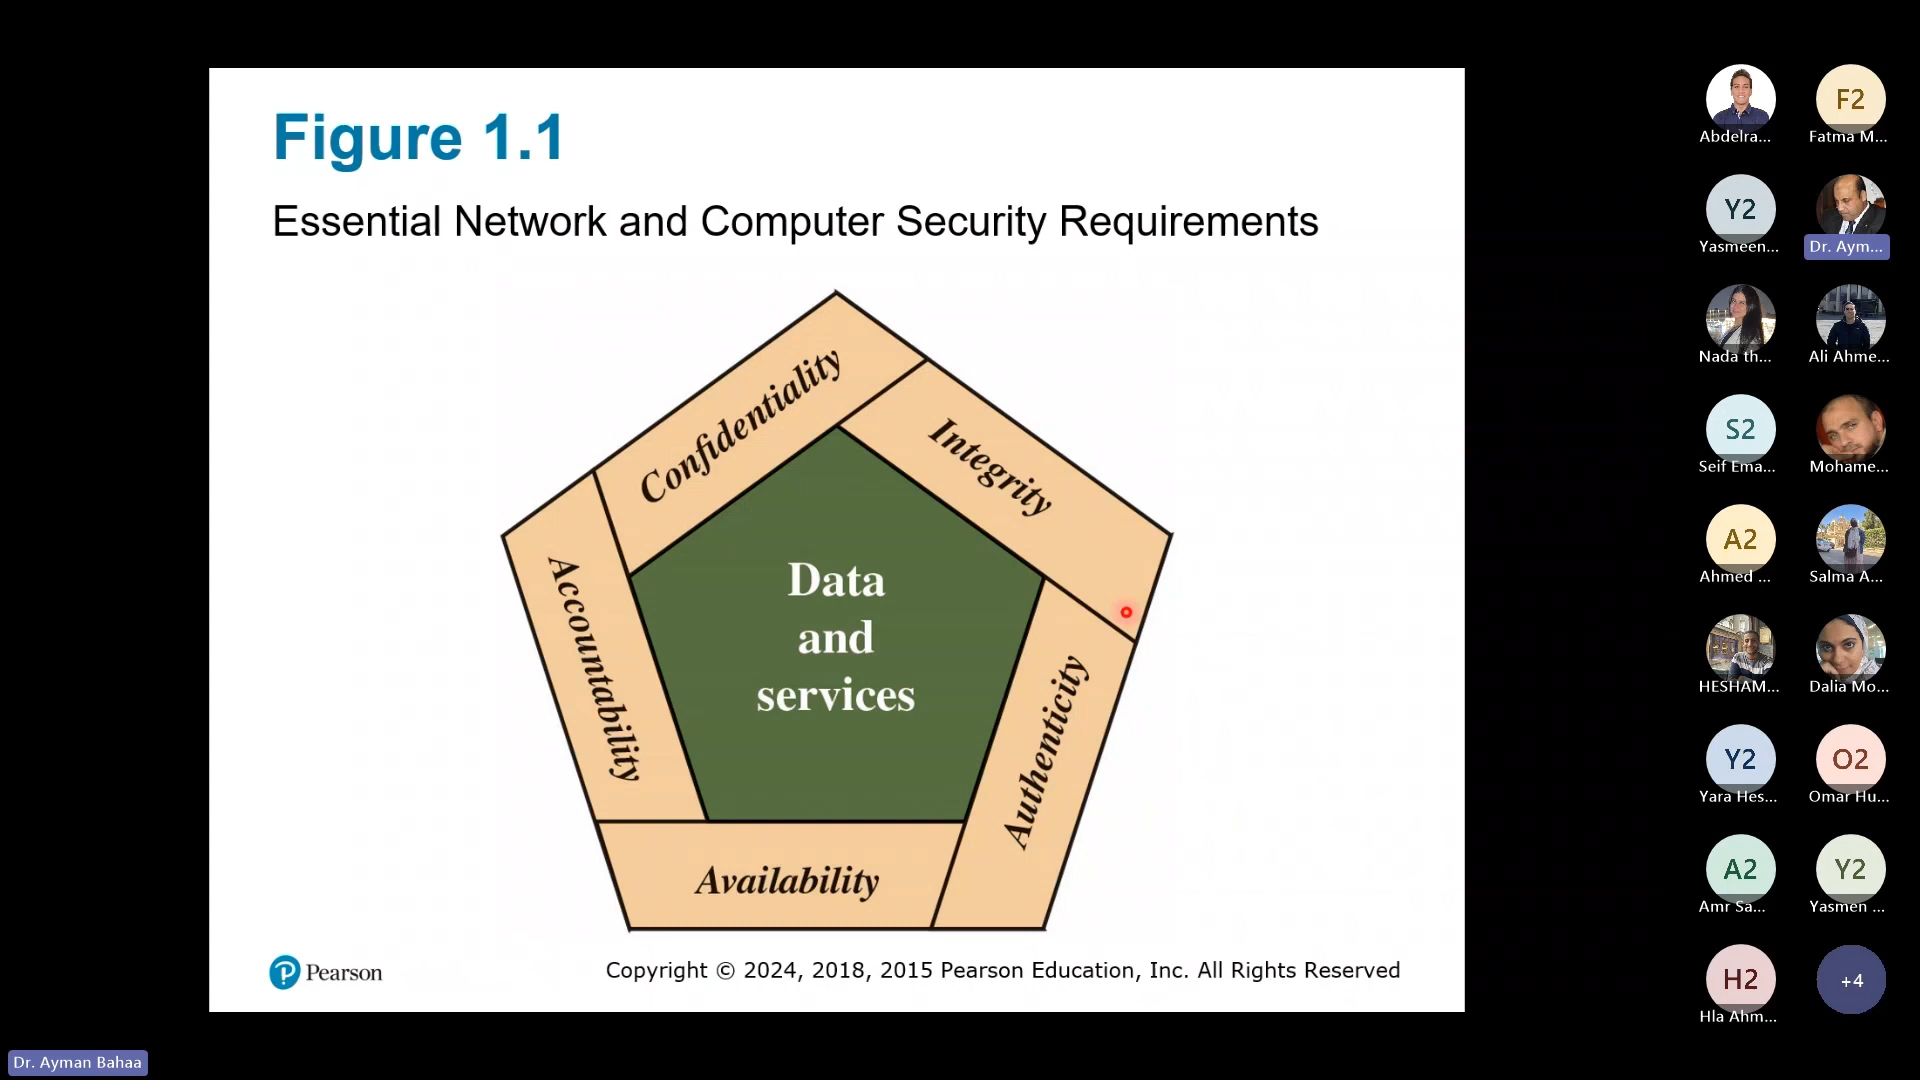 Figure 1.1
Essential Network and Computer Security Requirements
Confidentiality
Integrity
Accountability
Data
and
services
Authenticity
Availability
Pearson
Copyright © 2024, 2018, 2015 Pearson Education, Inc. All Rights Reserved
Dr. Ayman Bahaa
Abdelra...
F2
Fatma M...
Y2
Yasmeen...
Dr. Aym...
Nada th...
Ali Ahme...
S2
Seif Ema...
Mohame...
A2
Ahmed ...
Salma A...
HESHAM...
Dalia Mo...
Y2
Yara Hes...
O2
Omar Hu...
A2
Amr Sa...
Y2
Yasmen ...
H2
Hla Ahm...
+4